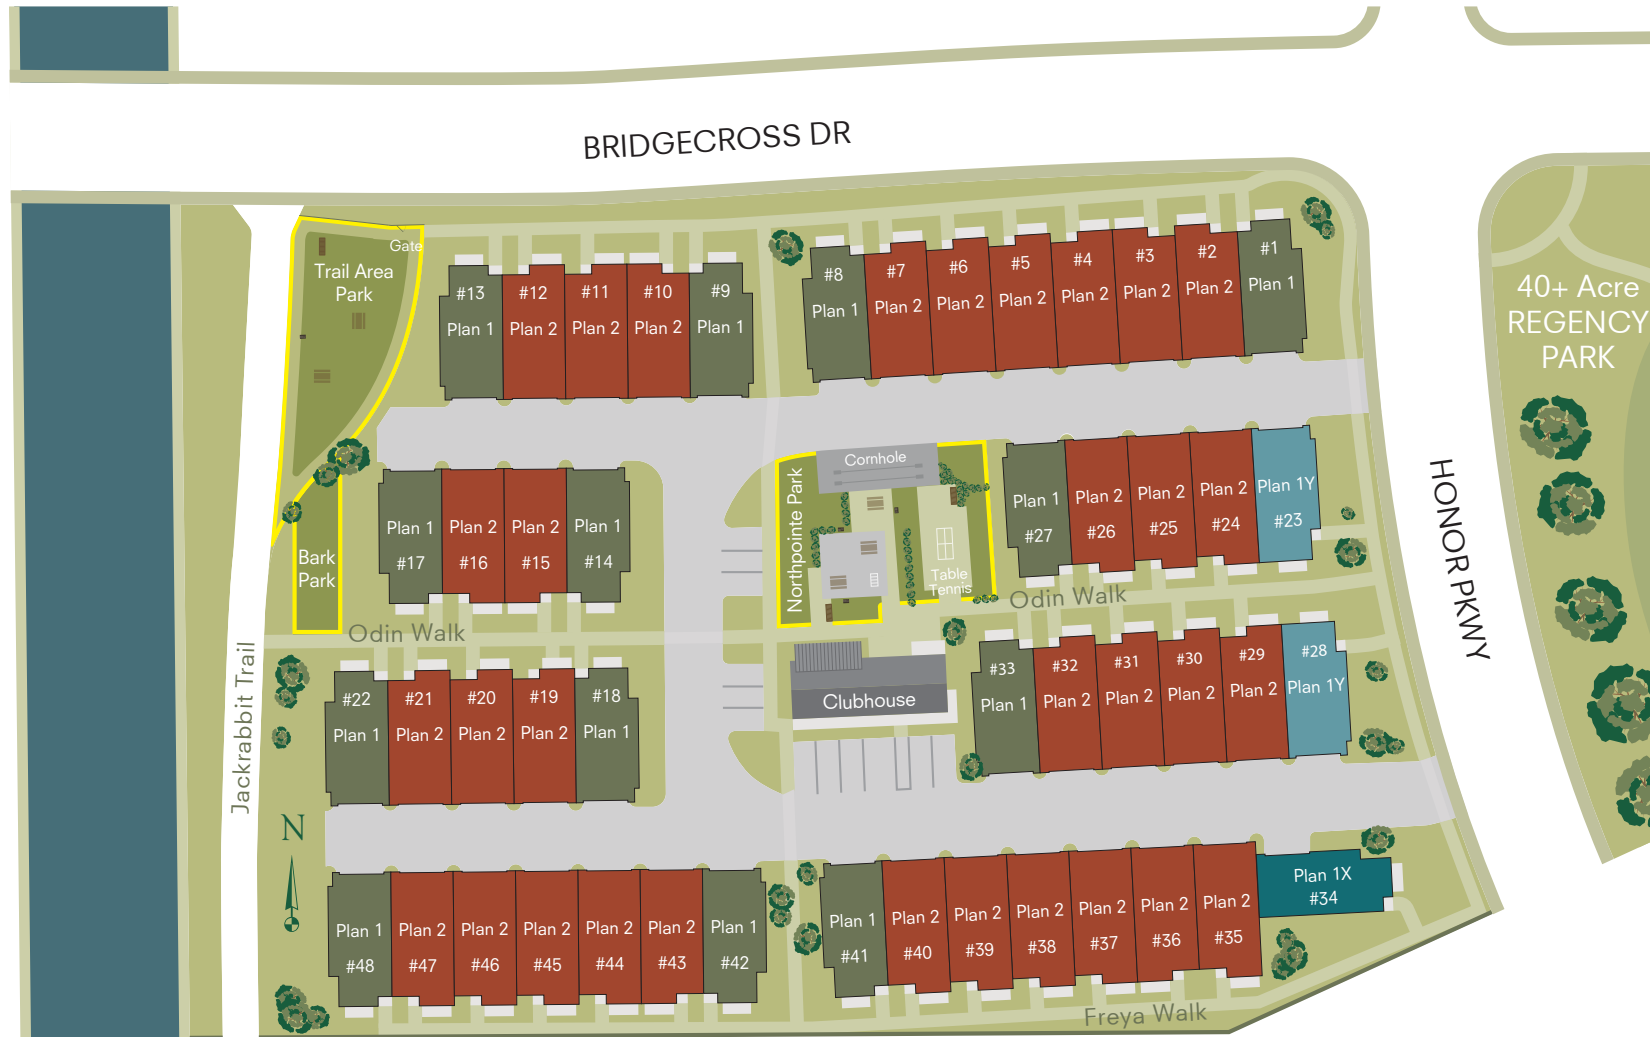 BRIDGECROSS DR
Gate
Trail Area
Park
#13
Plan 1
#12
Plan 2
#11
Plan 2
#10
Plan 2
#9
Plan 1
#8
Plan 1
#7
Plan 2
#6
Plan 2
#5
Plan 2
#4
Plan 2
#3
Plan 2
#2
Plan 2
#1
Plan 1
40+ Acre
REGENCY
PARK
Bark
Park
Plan 1
#17
Plan 2
#16
Plan 2
#15
Plan 1
#14
Northpointe Park
Cornhole
Table
Tennis
Plan 1
#27
Plan 2
#26
Plan 2
#25
Plan 2
#24
Plan 1Y
#23
HONOR PKWY
Odin Walk
Odin Walk
Jackrabbit Trail
#22
Plan 1
#21
Plan 2
#20
Plan 2
#19
Plan 2
#18
Plan 1
Clubhouse
#33
Plan 1
#32
Plan 2
#31
Plan 2
#30
Plan 2
#29
Plan 2
#28
Plan 1Y
N
Plan 1
#48
Plan 2
#47
Plan 2
#46
Plan 2
#45
Plan 2
#44
Plan 2
#43
Plan 1
#42
Plan 1
#41
Plan 2
#40
Plan 2
#39
Plan 2
#38
Plan 2
#37
Plan 2
#36
Plan 2
#35
Plan 1X
#34
Freya Walk